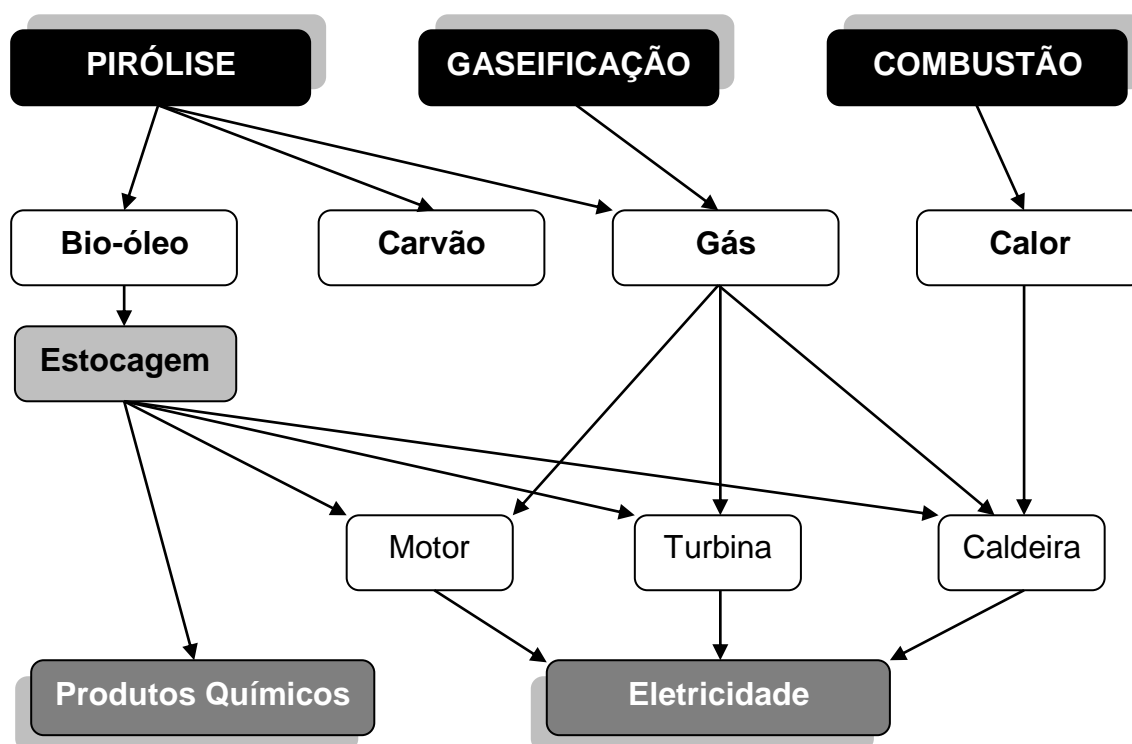 PIRÓLISE
GASEIFICAÇÃO
COMBUSTÃO
Bio-óleo
Carvão
Gás
Calor
Estocagem
Motor
Turbina
Caldeira
Produtos Químicos
Eletricidade